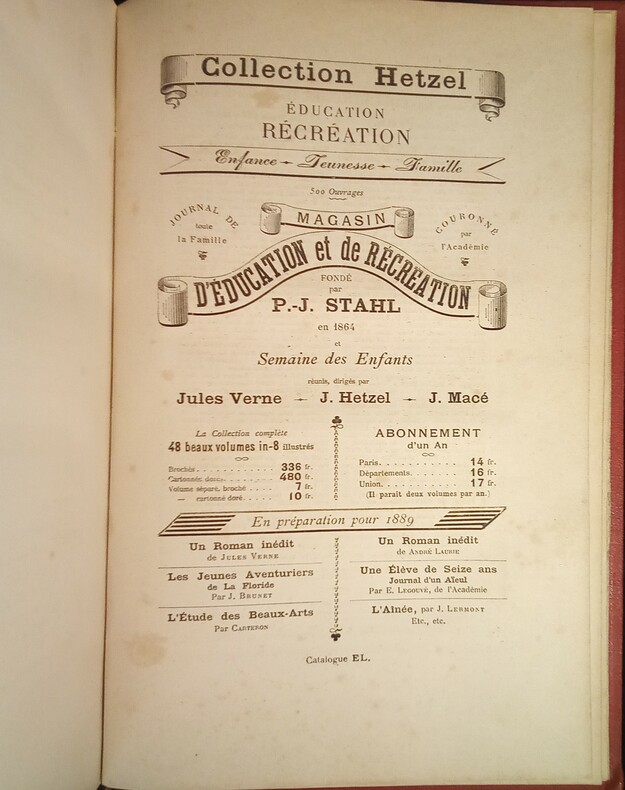 Collection Hetzel
ÉDUCATION
RÉCRÉATION
Enfance – Jeunesse – Famille
500 Ouvrages
JOURNAL DE
toute
la Famille
MAGASIN
D'ÉDUCATION et de RÉCRÉATION
COURONNÉ
par
l'Académie
FONDÉ
par
P.-J. STAHL
en 1864
et
Semaine des Enfants
réunis, dirigés par
Jules Verne – J. Hetzel – J. Macé
La Collection complète
48 beaux volumes in-8 illustrés
Brochés. . . . . . . . . . . 336 fr.
Cartonnés dorés. . . . . . . 480 fr.
Volume séparé, broché . . . . . 7 fr.
— cartonné doré. . . . . 10 fr.
ABONNEMENT
d'un An
Paris. . . . . . . . . . . 14 fr.
Départements. . . . . . 16 fr.
Union. . . . . . . . . . 17 fr.
(Il paraît deux volumes par an.)
En préparation pour 1889
Un Roman inédit
de JULES VERNE
Les Jeunes Aventuriers
de La Floride
Par J. BRUNET
L'Étude des Beaux-Arts
Par CARTERON
Un Roman inédit
de ANDRÉ LAURIE
Une Élève de Seize ans
Journal d'un Aïeul
Par E. LEGOUVÉ, de l'Académie
L'Aînée, par J. LERMONT
Etc., etc.
Catalogue EL.